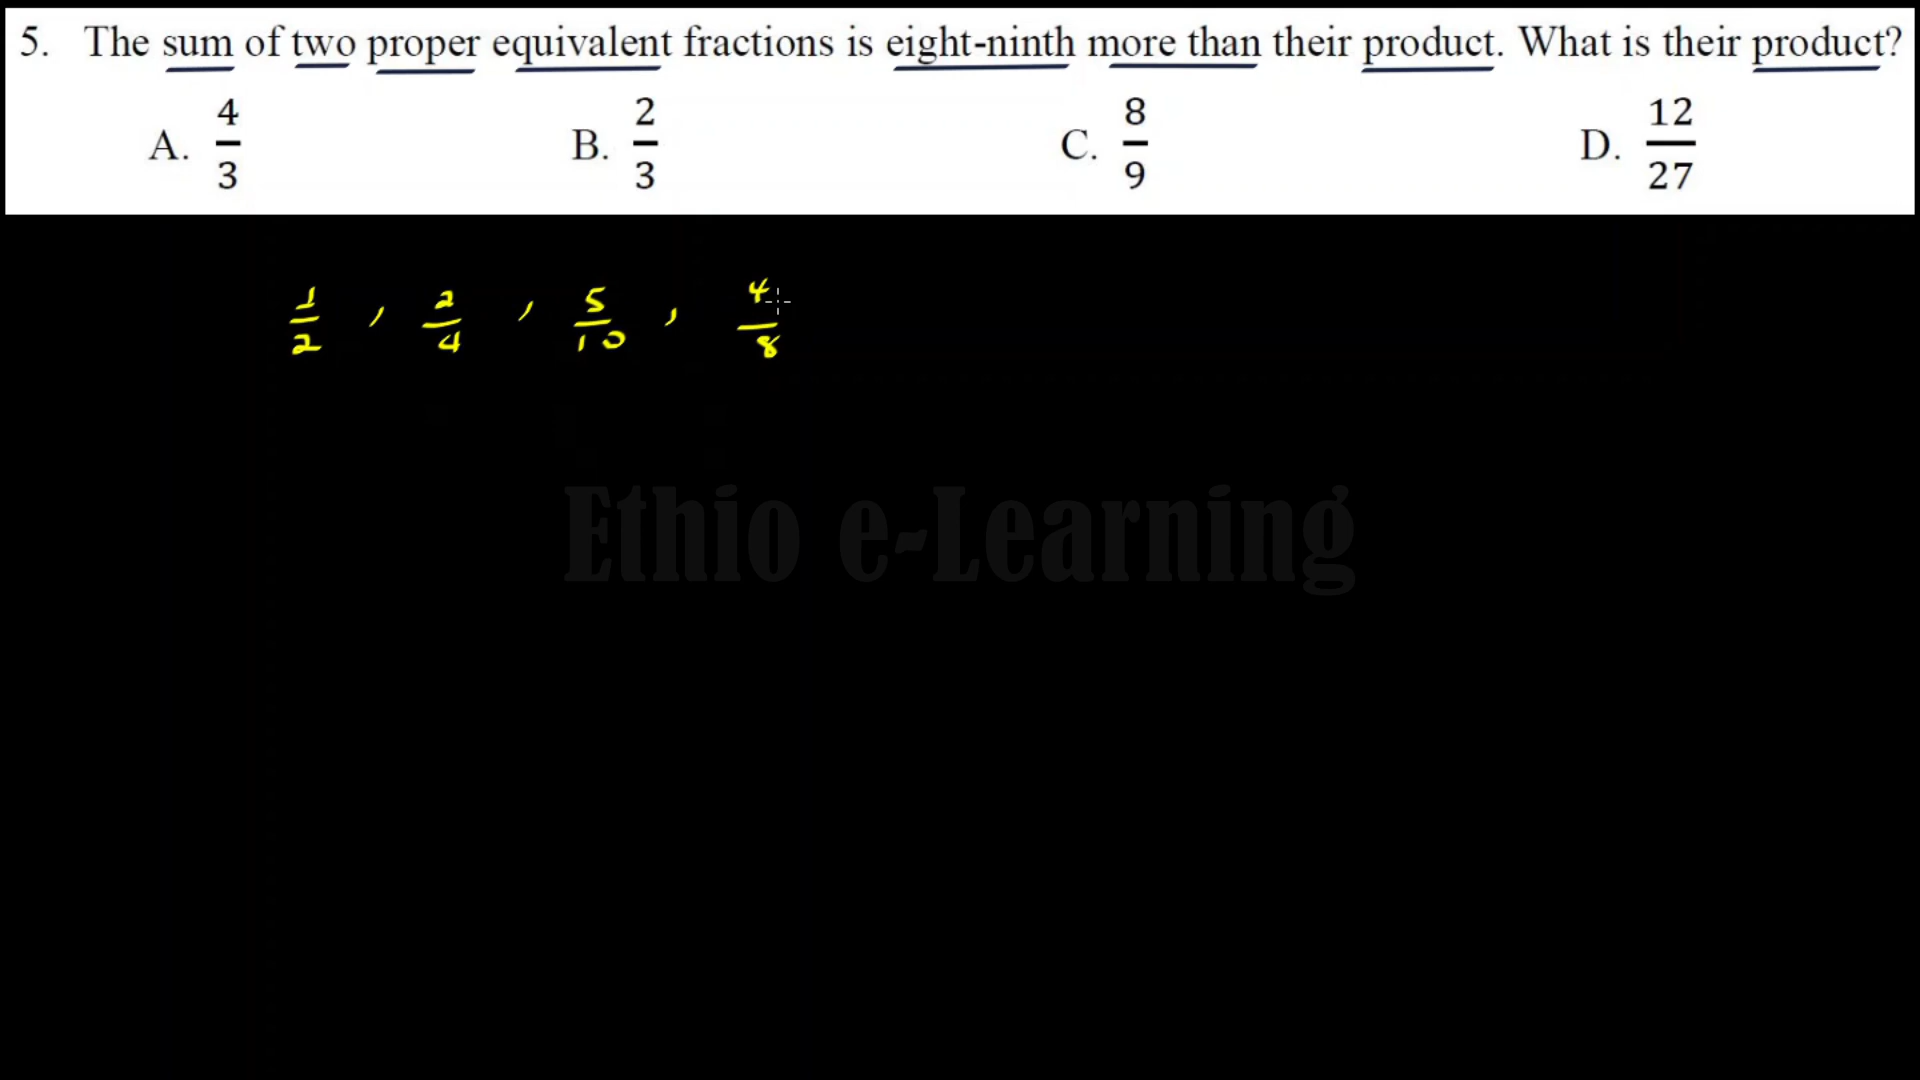 5. The sum of two proper equivalent fractions is eight-ninth more than their product. What is their product?
A. 4/3 B. 2/3 C. 8/9 D. 12/27
1/2 , 2/4 , 5/10 , 4/8
Ethio e-Learning